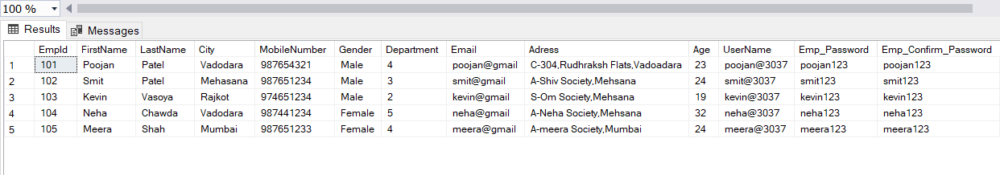 100 %
Results Messages
EmpId FirstName LastName City MobileNumber Gender Department Email Adress Age UserName Emp_Password Emp_Confirm_Password
1 101 Poojan Patel Vadodara 987654321 Male 4 poojan@gmail C-304,Rudhraksh Flats,Vadoadara 23 poojan@3037 poojan123 poojan123
2 102 Smit Patel Mehasana 987651234 Male 3 smit@gmail A-Shiv Society,Mehsana 24 smit@3037 smit123 smit123
3 103 Kevin Vasoya Rajkot 974651234 Male 2 kevin@gmail S-Om Society,Mehsana 19 kevin@3037 kevin123 kevin123
4 104 Neha Chawda Vadodara 987441234 Female 5 neha@gmail A-Neha Society,Mehsana 32 neha@3037 neha123 neha123
5 105 Meera Shah Mumbai 987651233 Female 4 meera@gmail A-meera Society,Mumbai 24 meera@3037 meera123 meera123